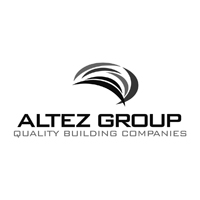 ALTEZ GROUP
QUALITY BUILDING COMPANIES